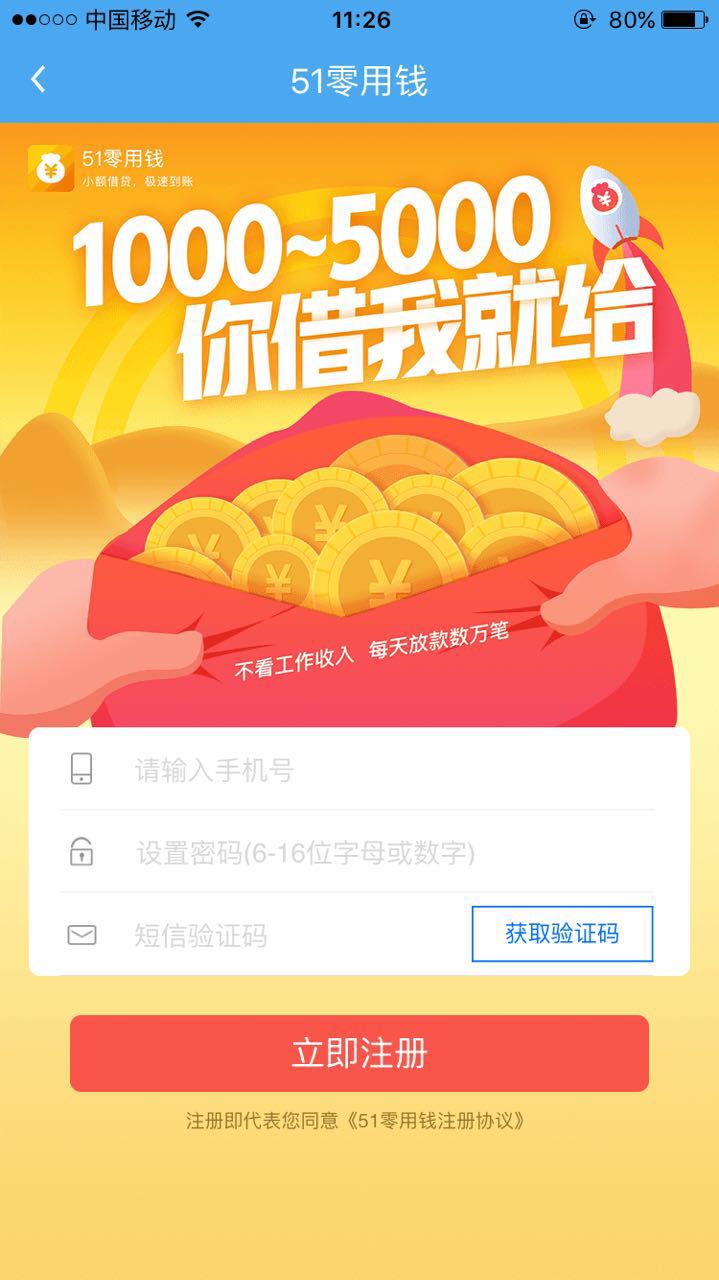 中国移动 11:26 80%
51零用钱
51零用钱
小额借贷，极速到账
1000~5000
你借我就给
不看工作收入 每天放款数万笔
请输入手机号
设置密码(6-16位字母或数字)
短信验证码 获取验证码
立即注册
注册即代表您同意《51零用钱注册协议》